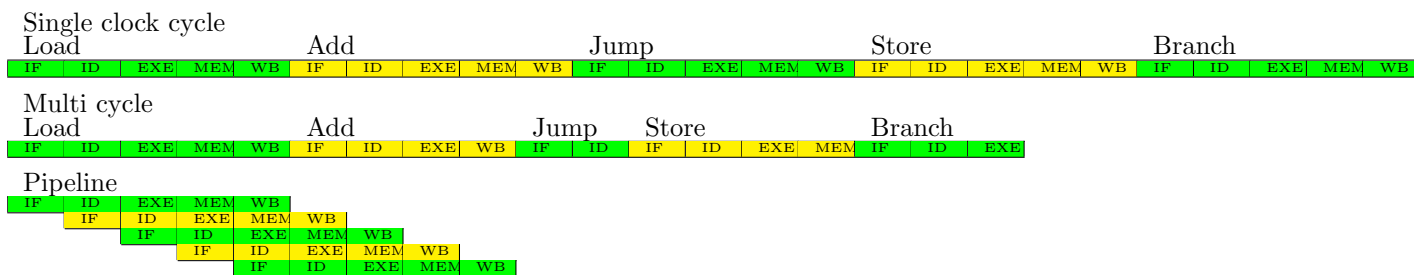 Single clock cycle
Load Add Jump Store Branch
IF ID EXE MEM WB IF ID EXE MEM WB IF ID EXE MEM WB IF ID EXE MEM WB IF ID EXE MEM WB
Multi cycle
Load Add Jump Store Branch
IF ID EXE MEM WB IF ID EXE WB IF ID IF ID EXE MEM IF ID EXE
Pipeline
IF ID EXE MEM WB
IF ID EXE MEM WB
IF ID EXE MEM WB
IF ID EXE MEM WB
IF ID EXE MEM WB